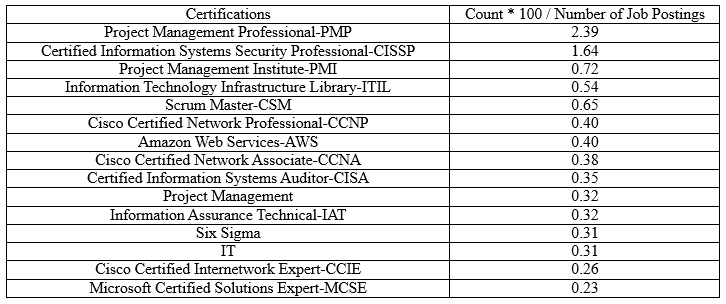 Certifications Count * 100 / Number of Job Postings
Project Management Professional-PMP 2.39
Certified Information Systems Security Professional-CISSP 1.64
Project Management Institute-PMI 0.72
Information Technology Infrastructure Library-ITIL 0.54
Scrum Master-CSM 0.65
Cisco Certified Network Professional-CCNP 0.40
Amazon Web Services-AWS 0.40
Cisco Certified Network Associate-CCNA 0.38
Certified Information Systems Auditor-CISA 0.35
Project Management 0.32
Information Assurance Technical-IAT 0.32
Six Sigma 0.31
IT 0.31
Cisco Certified Internetwork Expert-CCIE 0.26
Microsoft Certified Solutions Expert-MCSE 0.23